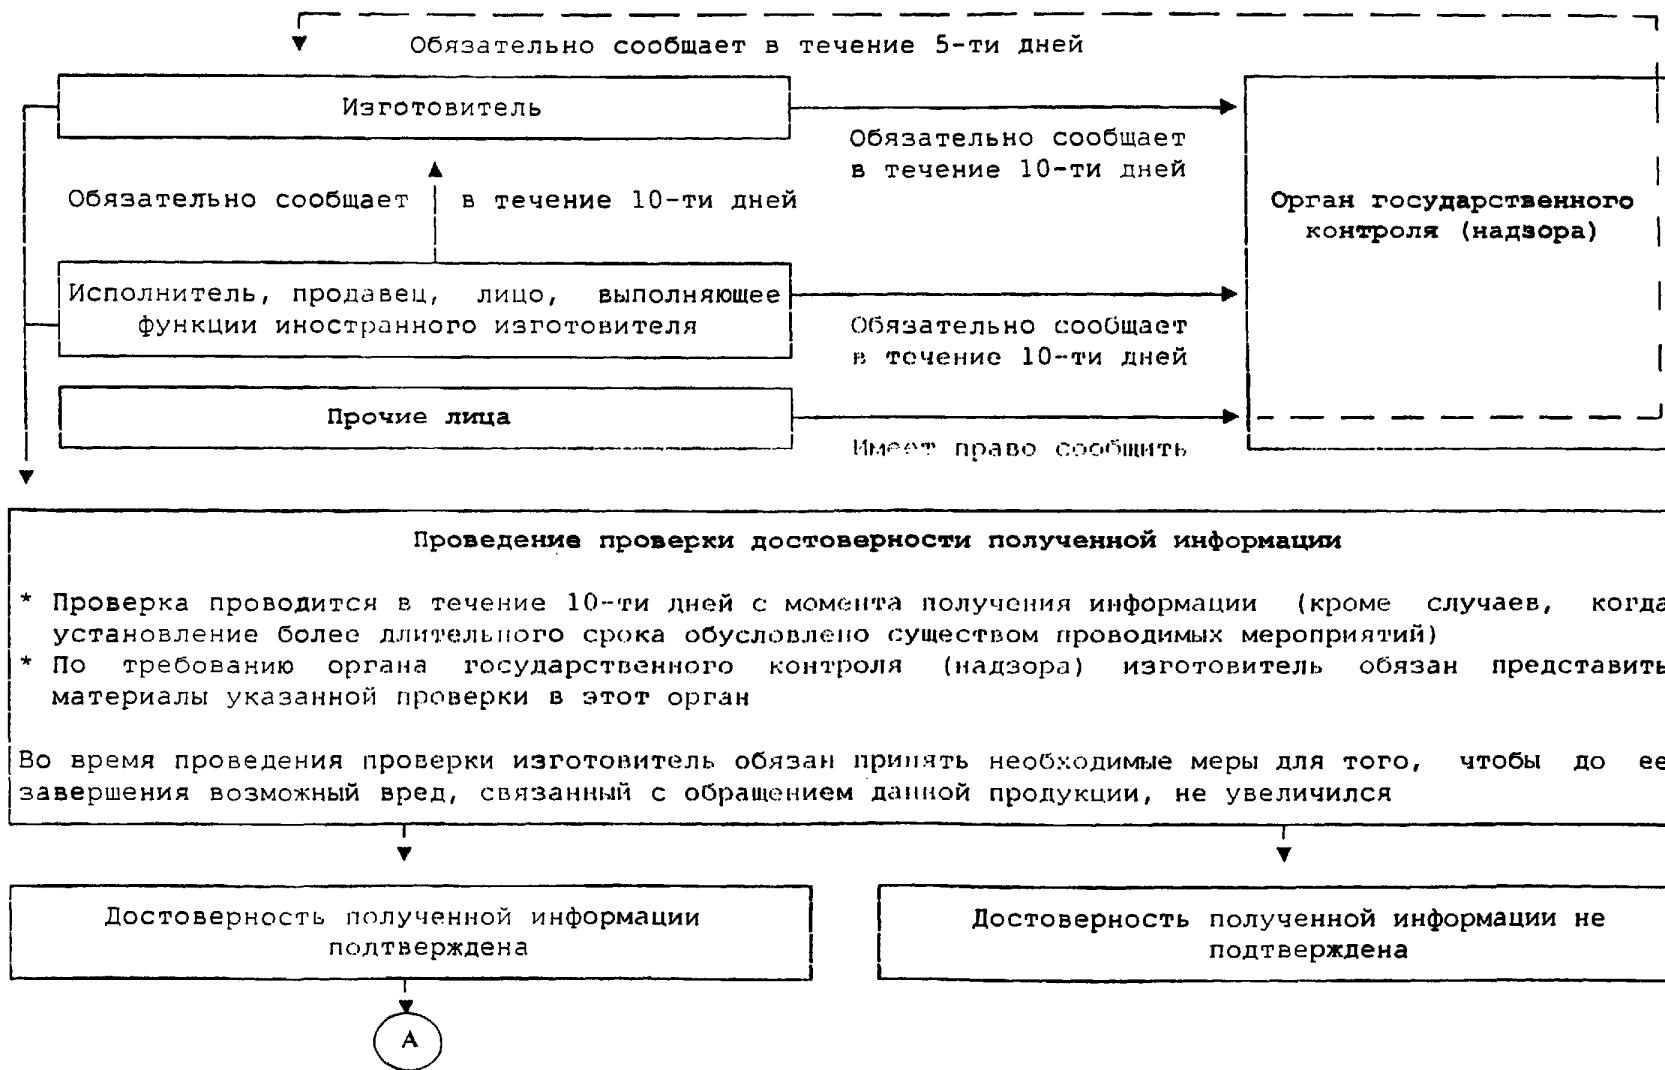 Обязательно сообщает в течение 5-ти дней
Изготовитель
Обязательно сообщает
в течение 10-ти дней
Обязательно сообщает в течение 10-ти дней
Орган государственного
контроля (надзора)
Исполнитель, продавец, лицо, выполняющее
функции иностранного изготовителя
Обязательно сообщает
в течение 10-ти дней
Прочие лица
Имеет право сообщить
Проведение проверки достоверности полученной информации
* Проверка проводится в течение 10-ти дней с момента получения информации (кроме случаев, когда
установление более длительного срока обусловлено существом проводимых мероприятий)
* По требованию органа государственного контроля (надзора) изготовитель обязан представить
материалы указанной проверки в этот орган
Во время проведения проверки изготовитель обязан принять необходимые меры для того, чтобы до ее
завершения возможный вред, связанный с обращением данной продукции, не увеличился
Достоверность полученной информации
подтверждена
Достоверность полученной информации не
подтверждена
А